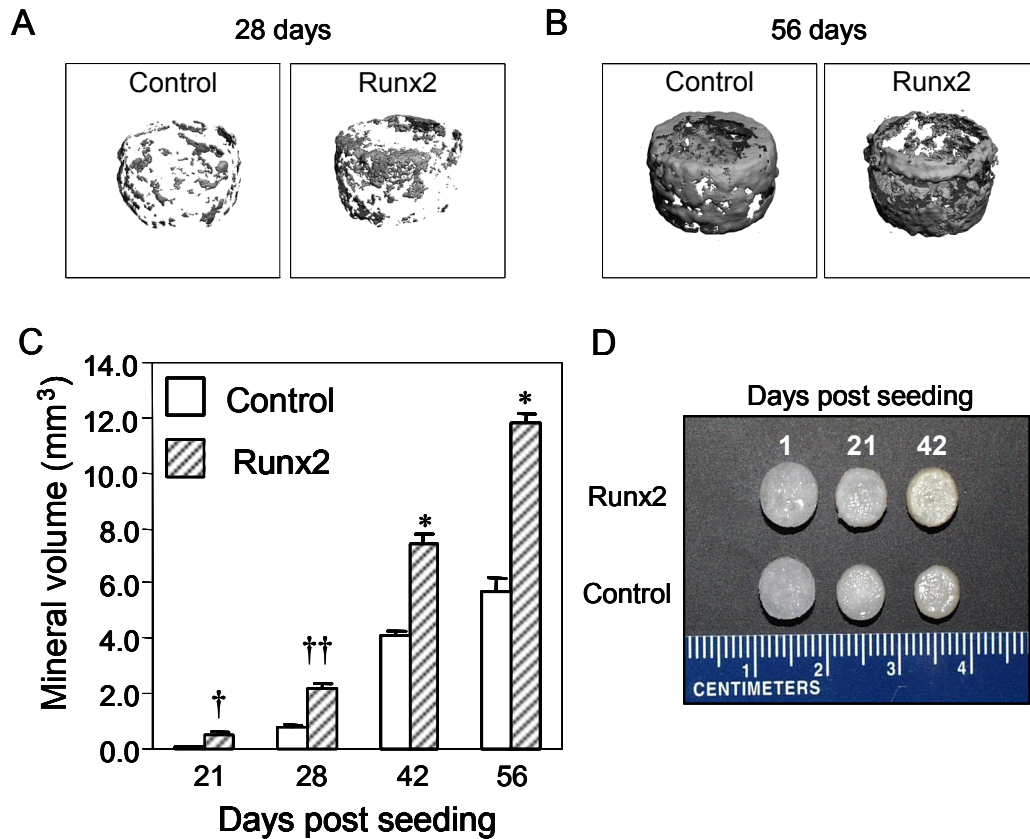 A
28 days
Control
Runx2
B
56 days
Control
Runx2
C
Mineral volume (mm³)
14.0
12.0
10.0
8.0
6.0
4.0
2.0
0.0
Control
Runx2
†
††
*
*
21
28
42
56
Days post seeding
D
Days post seeding
1 21 42
Runx2
Control
1 2 3 4
CENTIMETERS